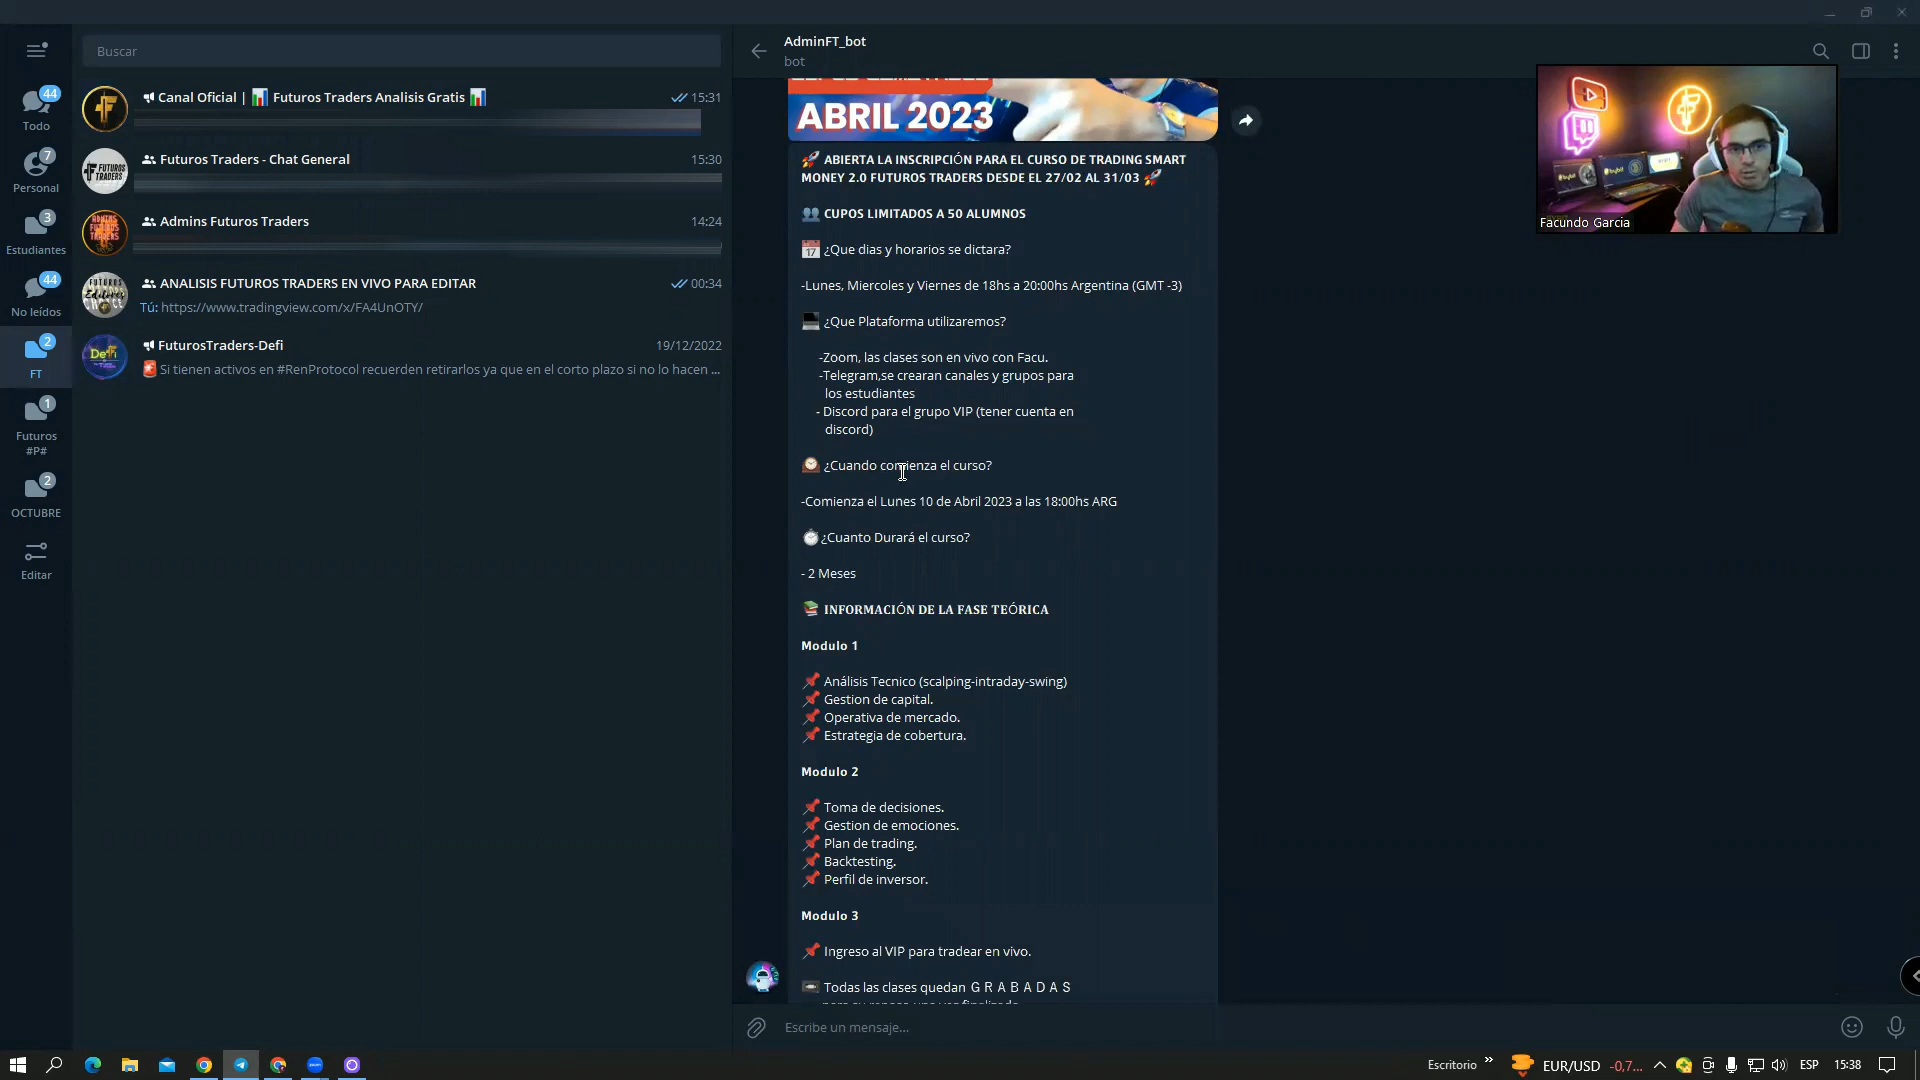 Buscar
AdminFT_bot
bot
44
Todo
7
Personal
3
Estudiantes
44
No leídos
2
FT
1
Futuros
#P#
2
OCTUBRE
Editar
Canal Oficial | 📊 Futuros Traders Analisis Gratis 📊
15:31
Futuros Traders - Chat General
15:30
Admins Futuros Traders
14:24
ANALISIS FUTUROS TRADERS EN VIVO PARA EDITAR
00:34
Tú: https://www.tradingview.com/x/FA4UnOTY/
FuturosTraders-Defi
19/12/2022
🚨Si tienen activos en #RenProtocol recuerden retirarlos ya que en el corto plazo si no lo hacen ...
ABRIL 2023
🚀 ABIERTA LA INSCRIPCIÓN PARA EL CURSO DE TRADING SMART
MONEY 2.0 FUTUROS TRADERS DESDE EL 27/02 AL 31/03 🚀
👥 CUPOS LIMITADOS A 50 ALUMNOS
📅 ¿Que dias y horarios se dictara?
-Lunes, Miercoles y Viernes de 18hs a 20:00hs Argentina (GMT -3)
💻 ¿Que Plataforma utilizaremos?
-Zoom, las clases son en vivo con Facu.
-Telegram,se crearan canales y grupos para
los estudiantes
- Discord para el grupo VIP (tener cuenta en
discord)
🕰 ¿Cuando comienza el curso?
-Comienza el Lunes 10 de Abril 2023 a las 18:00hs ARG
⏱¿Cuanto Durará el curso?
- 2 Meses
📚 INFORMACIÓN DE LA FASE TEÓRICA
Modulo 1
📌 Análisis Tecnico (scalping-intraday-swing)
📌 Gestion de capital.
📌 Operativa de mercado.
📌 Estrategia de cobertura.
Modulo 2
📌 Toma de decisiones.
📌 Gestion de emociones.
📌 Plan de trading.
📌 Backtesting.
📌 Perfil de inversor.
Modulo 3
📌 Ingreso al VIP para tradear en vivo.
📼 Todas las clases quedan G R A B A D A S
Escribe un mensaje...
Facundo Garcia
Escritorio
EUR/USD -0,7...
ESP
15:38